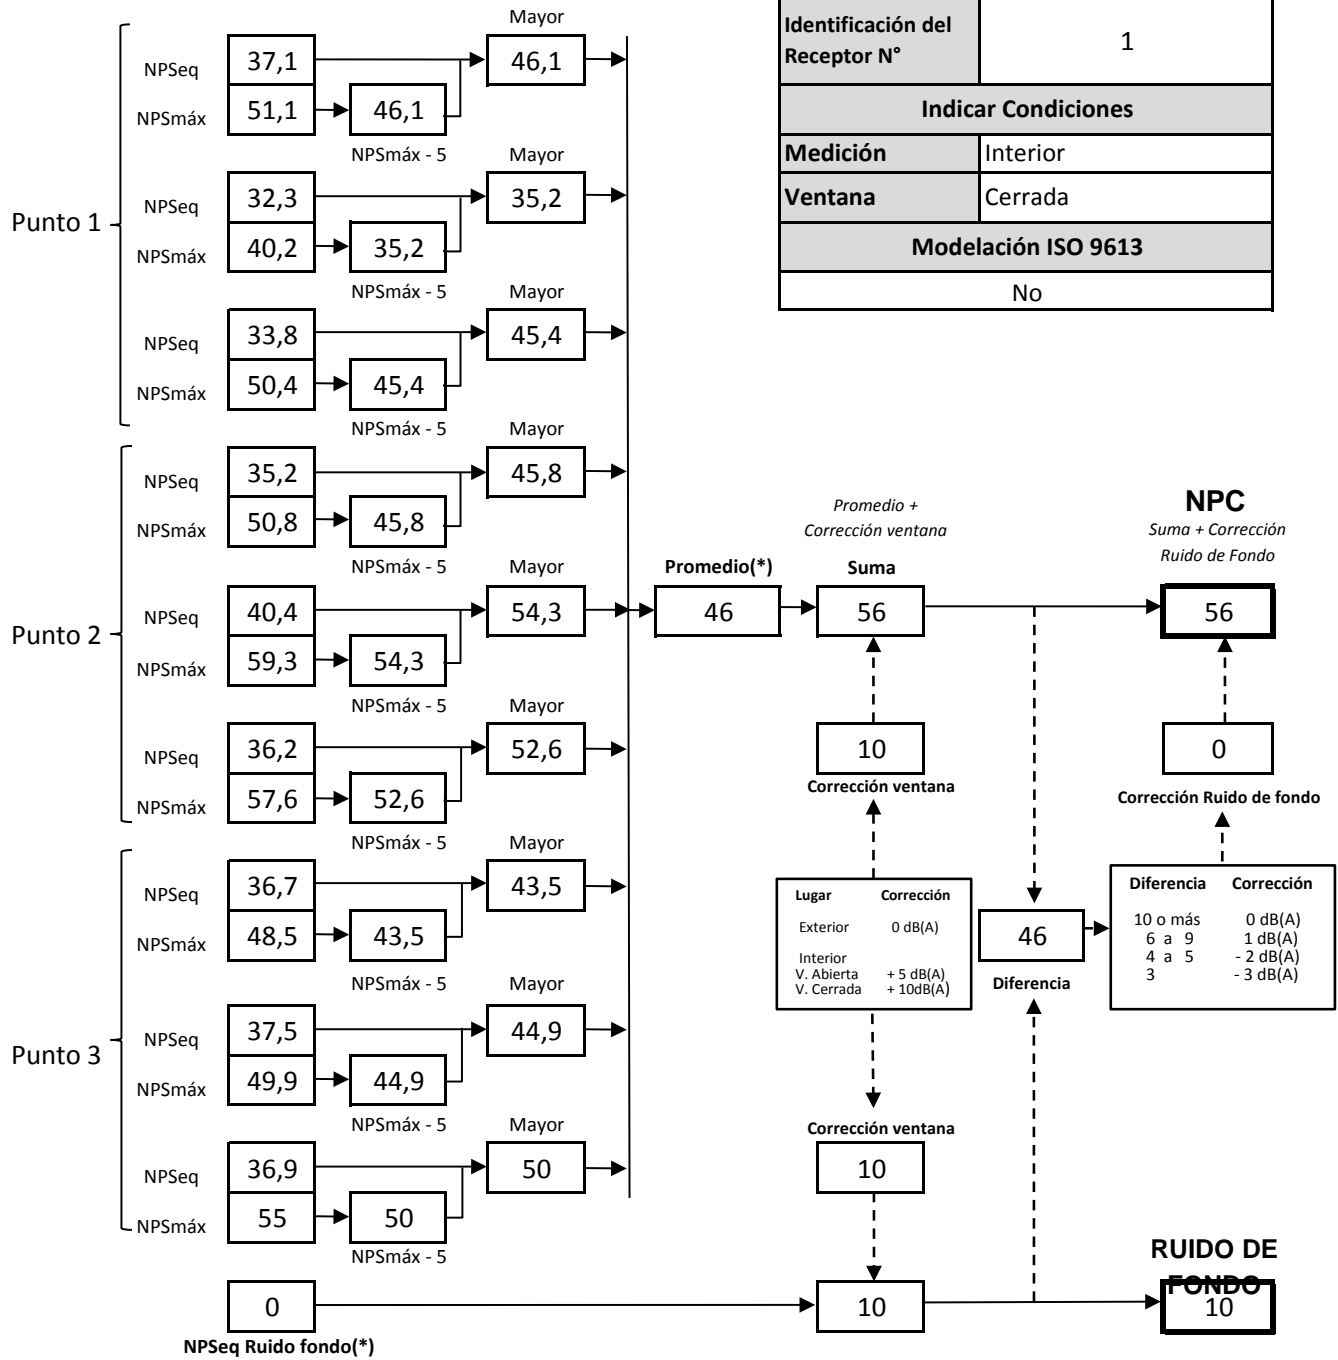 Identificación del
Receptor N°
1
Indicar Condiciones
Medición Interior
Ventana Cerrada
Modelación ISO 9613
No
Punto 1
Mayor
NPSeq 37,1 46,1
NPSmáx 51,1 46,1
NPSmáx - 5
Mayor
NPSeq 32,3 35,2
NPSmáx 40,2 35,2
NPSmáx - 5
Mayor
NPSeq 33,8 45,4
NPSmáx 50,4 45,4
NPSmáx - 5
Punto 2
Mayor
NPSeq 35,2 45,8
NPSmáx 50,8 45,8
NPSmáx - 5
Mayor
NPSeq 40,4 54,3
NPSmáx 59,3 54,3
NPSmáx - 5
Mayor
NPSeq 36,2 52,6
NPSmáx 57,6 52,6
NPSmáx - 5
Punto 3
Mayor
NPSeq 36,7 43,5
NPSmáx 48,5 43,5
NPSmáx - 5
Mayor
NPSeq 37,5 44,9
NPSmáx 49,9 44,9
NPSmáx - 5
Mayor
NPSeq 36,9 50
NPSmáx 55 50
NPSmáx - 5
0
NPSeq Ruido fondo(*)
Promedio(*)
46
Promedio +
Corrección ventana
Suma
56
10
Corrección ventana
Lugar Corrección
Exterior 0 dB(A)
Interior
V. Abierta + 5 dB(A)
V. Cerrada + 10dB(A)
Corrección ventana
10
10
46
Diferencia
NPC
Suma + Corrección
Ruido de Fondo
56
0
Corrección Ruido de fondo
Diferencia Corrección
10 o más 0 dB(A)
6 a 9 1 dB(A)
4 a 5 - 2 dB(A)
3 - 3 dB(A)
RUIDO DE
FONDO
10